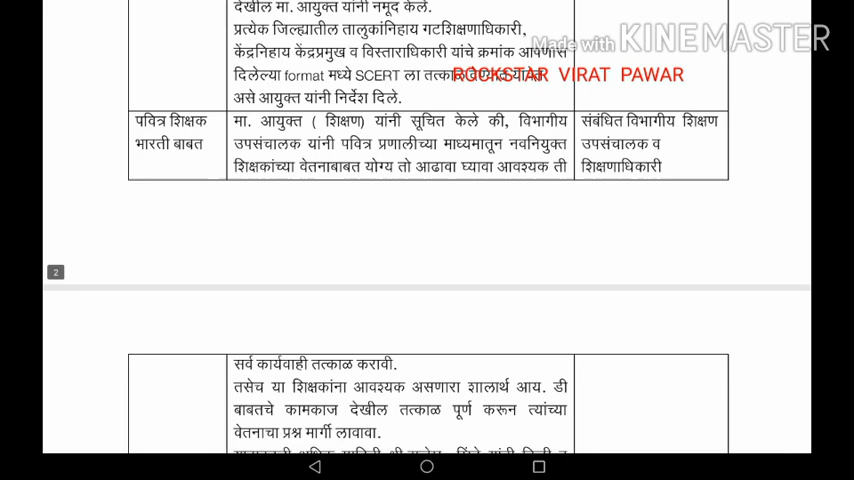 देखील मा. आयुक्त यांनी नमूद केले.
प्रत्येक जिल्ह्यातील तालुकांनिहाय गटशिक्षणाधिकारी,
Made with KINEMASTER
केंद्रनिहाय केंद्रप्रमुख व विस्ताराधिकारी यांचे क्रमांक आपणास
दिलेल्या format मध्ये SCERT ला तत्काळ
ROCKSTAR VIRAT PAWAR
असे आयुक्त यांनी निर्देश दिले.
पवित्र शिक्षक
भारती बाबत
मा. आयुक्त ( शिक्षण) यांनी सूचित केले की, विभागीय
उपसंचालक यांनी पवित्र प्रणालीच्या माध्यमातून नवनियुक्त
शिक्षकांच्या वेतनाबाबत योग्य तो आढावा घ्यावा आवश्यक ती
संबंधित विभागीय शिक्षण
उपसंचालक व
शिक्षणाधिकारी
2
सर्व कार्यवाही तत्काळ करावी.
तसेच या शिक्षकांना आवश्यक असणारा शालार्थ आय. डी
बाबतचे कामकाज देखील तत्काळ पूर्ण करून त्यांच्या
वेतनाचा प्रश्न मार्गी लावावा.